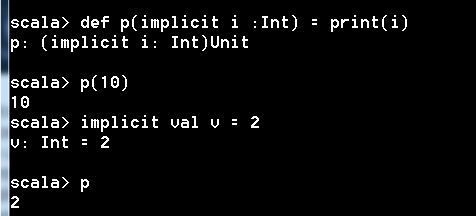 scala> def p(implicit i :Int) = print(i)
p: (implicit i: Int)Unit
scala> p(10)
10
scala> implicit val v = 2
v: Int = 2
scala> p
2